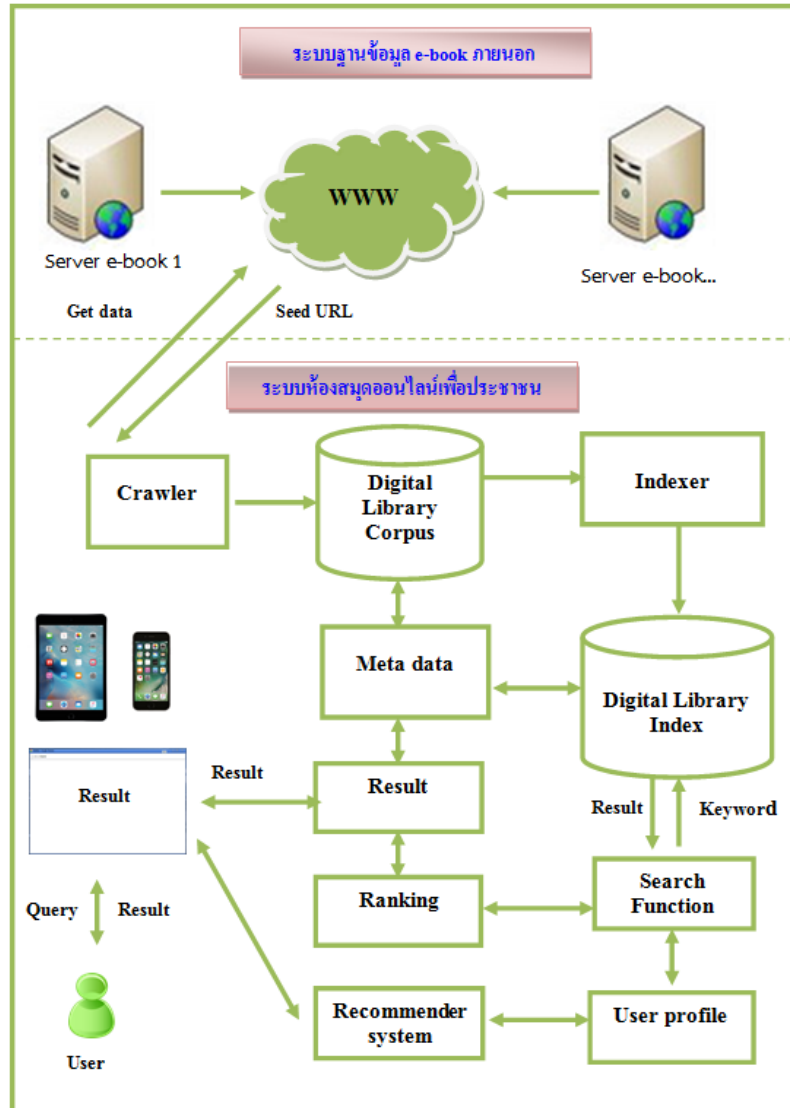 ระบบฐานข้อมูล e-book ภายนอก
WWW
Server e-book 1
Server e-book...
Get data
Seed URL
ระบบห้องสมุดออนไลน์เพื่อประชาชน
Crawler
Digital
Library
Corpus
Indexer
Meta data
Digital Library
Index
Result
Result
Result
Result
Keyword
Ranking
Search
Function
Query
Result
Recommender
system
User profile
User